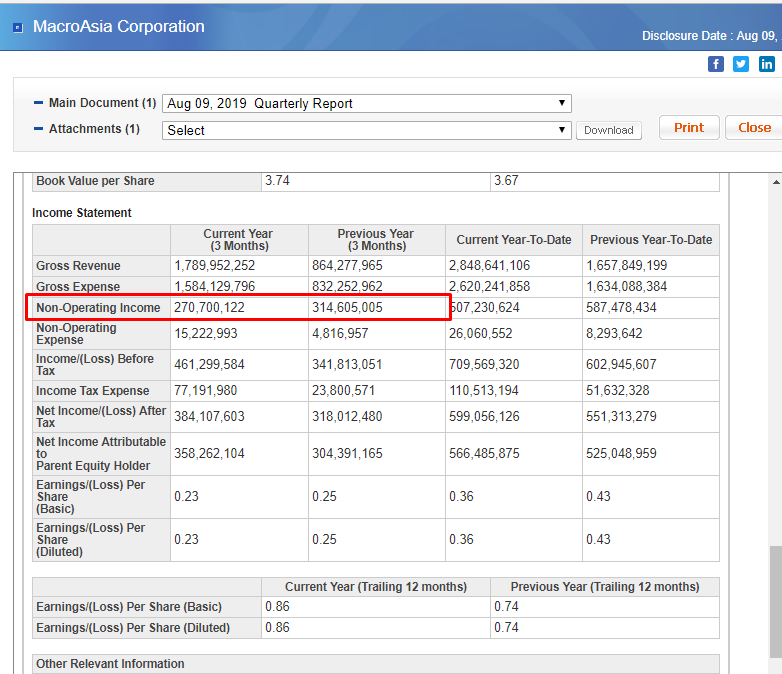 MacroAsia Corporation
Disclosure Date : Aug 09,
f
in
Main Document (1) Aug 09, 2019 Quarterly Report
Attachments (1) Select Download Print Close
Book Value per Share 3.74 3.67
Income Statement
Current Year
(3 Months) Previous Year
(3 Months) Current Year-To-Date Previous Year-To-Date
Gross Revenue 1,789,952,252 864,277,965 2,848,641,106 1,657,849,199
Gross Expense 1,584,129,796 832,252,962 2,620,241,858 1,634,088,384
Non-Operating Income 270,700,122 314,605,005 507,230,624 587,478,434
Non-Operating
Expense 15,222,993 4,816,957 26,060,552 8,293,642
Income/(Loss) Before
Tax 461,299,584 341,813,051 709,569,320 602,945,607
Income Tax Expense 77,191,980 23,800,571 110,513,194 51,632,328
Net Income/(Loss) After
Tax 384,107,603 318,012,480 599,056,126 551,313,279
Net Income Attributable
to
Parent Equity Holder 358,262,104 304,391,165 566,485,875 525,048,959
Earnings/(Loss) Per
Share
(Basic) 0.23 0.25 0.36 0.43
Earnings/(Loss) Per
Share
(Diluted) 0.23 0.25 0.36 0.43
Current Year (Trailing 12 months) Previous Year (Trailing 12 months)
Earnings/(Loss) Per Share (Basic) 0.86 0.74
Earnings/(Loss) Per Share (Diluted) 0.86 0.74
Other Relevant Information